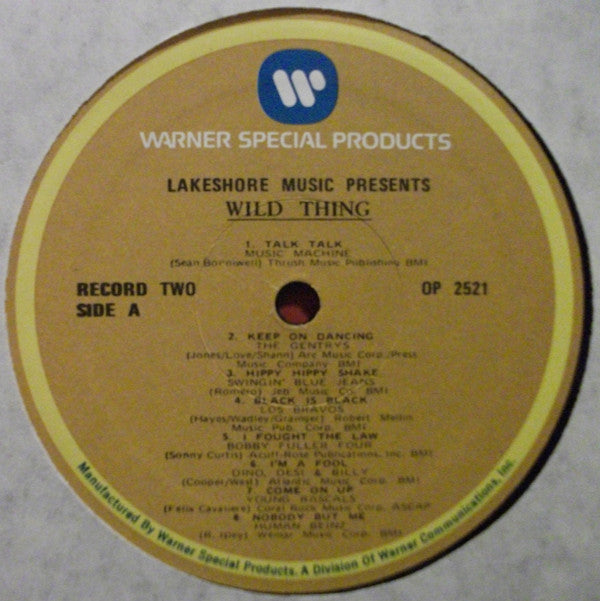 WARNER SPECIAL PRODUCTS
LAKESHORE MUSIC PRESENTS
WILD THING
1. TALK TALK
MUSIC MACHINE
(Sean Bonniwell) Thrush Music Publishing BMI
RECORD TWO
SIDE A
OP 2521
2. KEEP ON DANCING
THE GENTRYS
(Jones/Love/Shann) Arc Music Corp./Press
Music Company BMI
3. HIPPY HIPPY SHAKE
SWINGIN' BLUE JEANS
(Romero) Jeb Music Co. BMI
4. BLACK IS BLACK
LOS BRAVOS
(Hayes/Wadley/Grainger) Robert Mellin
Music Pub. Corp. BMI
5. I FOUGHT THE LAW
BOBBY FULLER FOUR
(Sonny Curtis) Acuff-Rose Publications, Inc. BMI
6. I'M A FOOL
DINO, DESI & BILLY
(Cooper/West) Atlantic Music Corp. BMI
7. COME ON UP
YOUNG RASCALS
(Felix Cavaliere) Coral Rock Music Corp. ASCAP
8. NOBODY BUT ME
HUMAN BEINZ
(R. Isley) Wemar Music Corp. BMI
Manufactured By Warner Special Products. A Division Of Warner Communications, Inc.